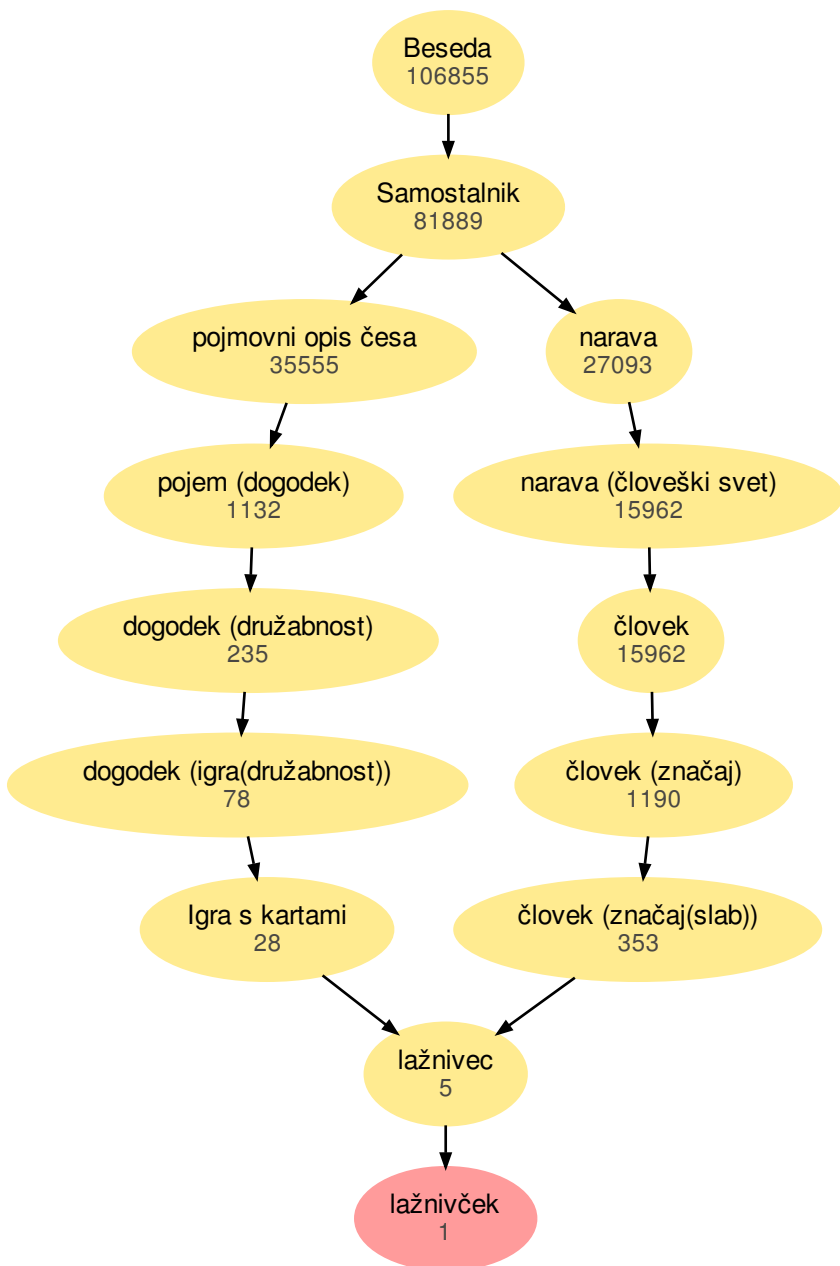 Beseda
106855
Samostalnik
81889
pojmovni opis česa
35555
narava
27093
pojem (dogodek)
1132
narava (človeški svet)
15962
dogodek (družabnost)
235
človek
15962
dogodek (igra(družabnost))
78
človek (značaj)
1190
Igra s kartami
28
človek (značaj(slab))
353
lažnivec
5
lažnivček
1